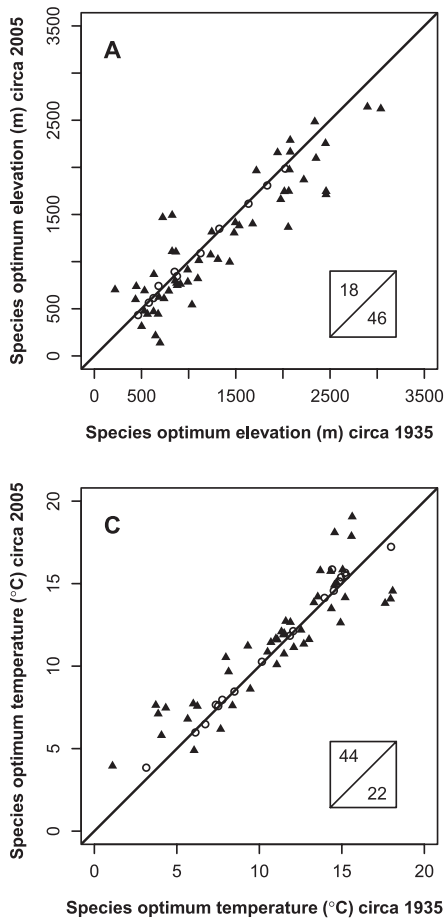 A
Species optimum elevation (m) circa 2005
3500
2500
1500
500
0
18
46
0 500 1500 2500 3500
Species optimum elevation (m) circa 1935
C
Species optimum temperature (°C) circa 2005
20
15
10
5
0
44
22
0 5 10 15 20
Species optimum temperature (°C) circa 1935